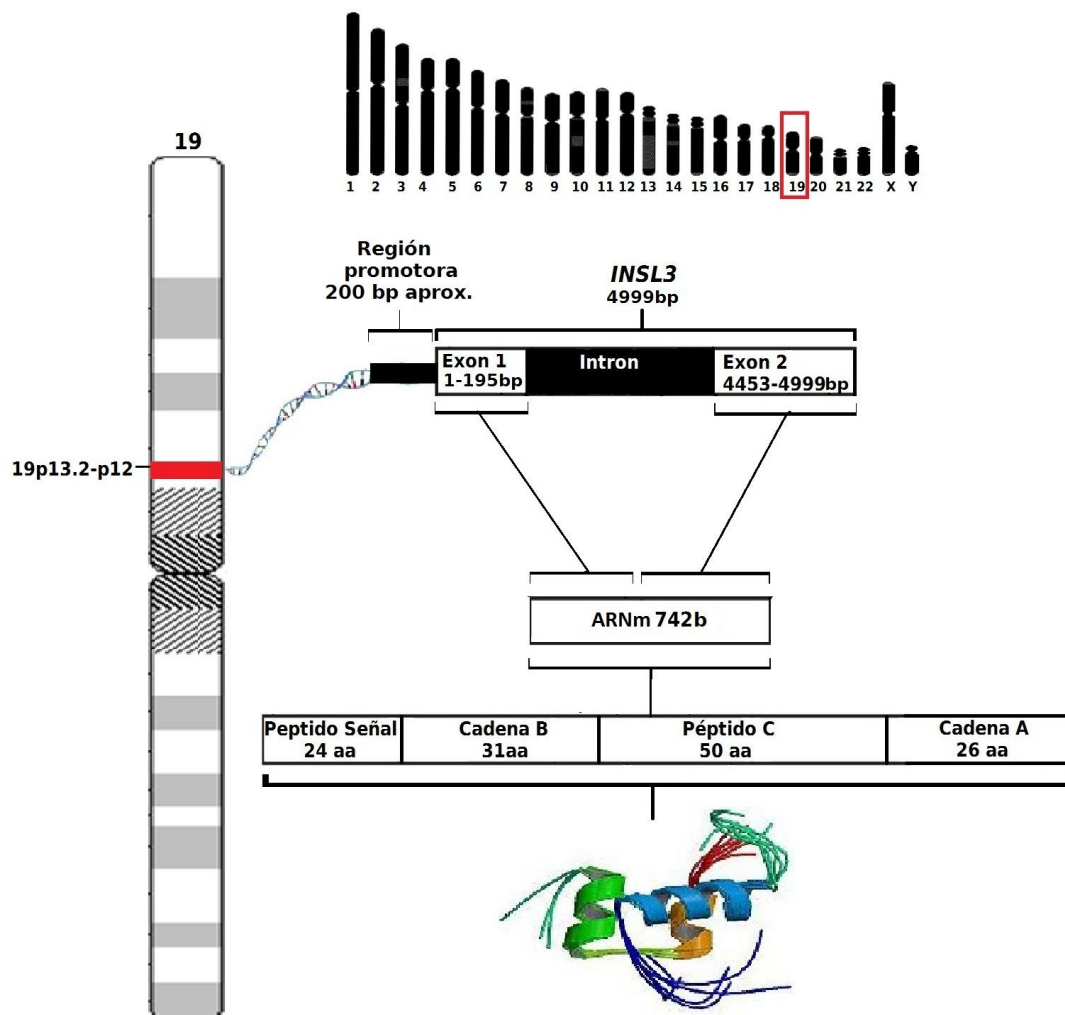 1 2 3 4 5 6 7 8 9 10 11 12 13 14 15 16 17 18 19 20 21 22 X Y
19
Región
promotora
200 bp aprox.
INSL3
4999bp
Exon 1
1-195bp
Intron
Exon 2
4453-4999bp
19p13.2-p12
ARNm 742b
Peptido Señal
24 aa
Cadena B
31aa
Péptido C
50 aa
Cadena A
26 aa